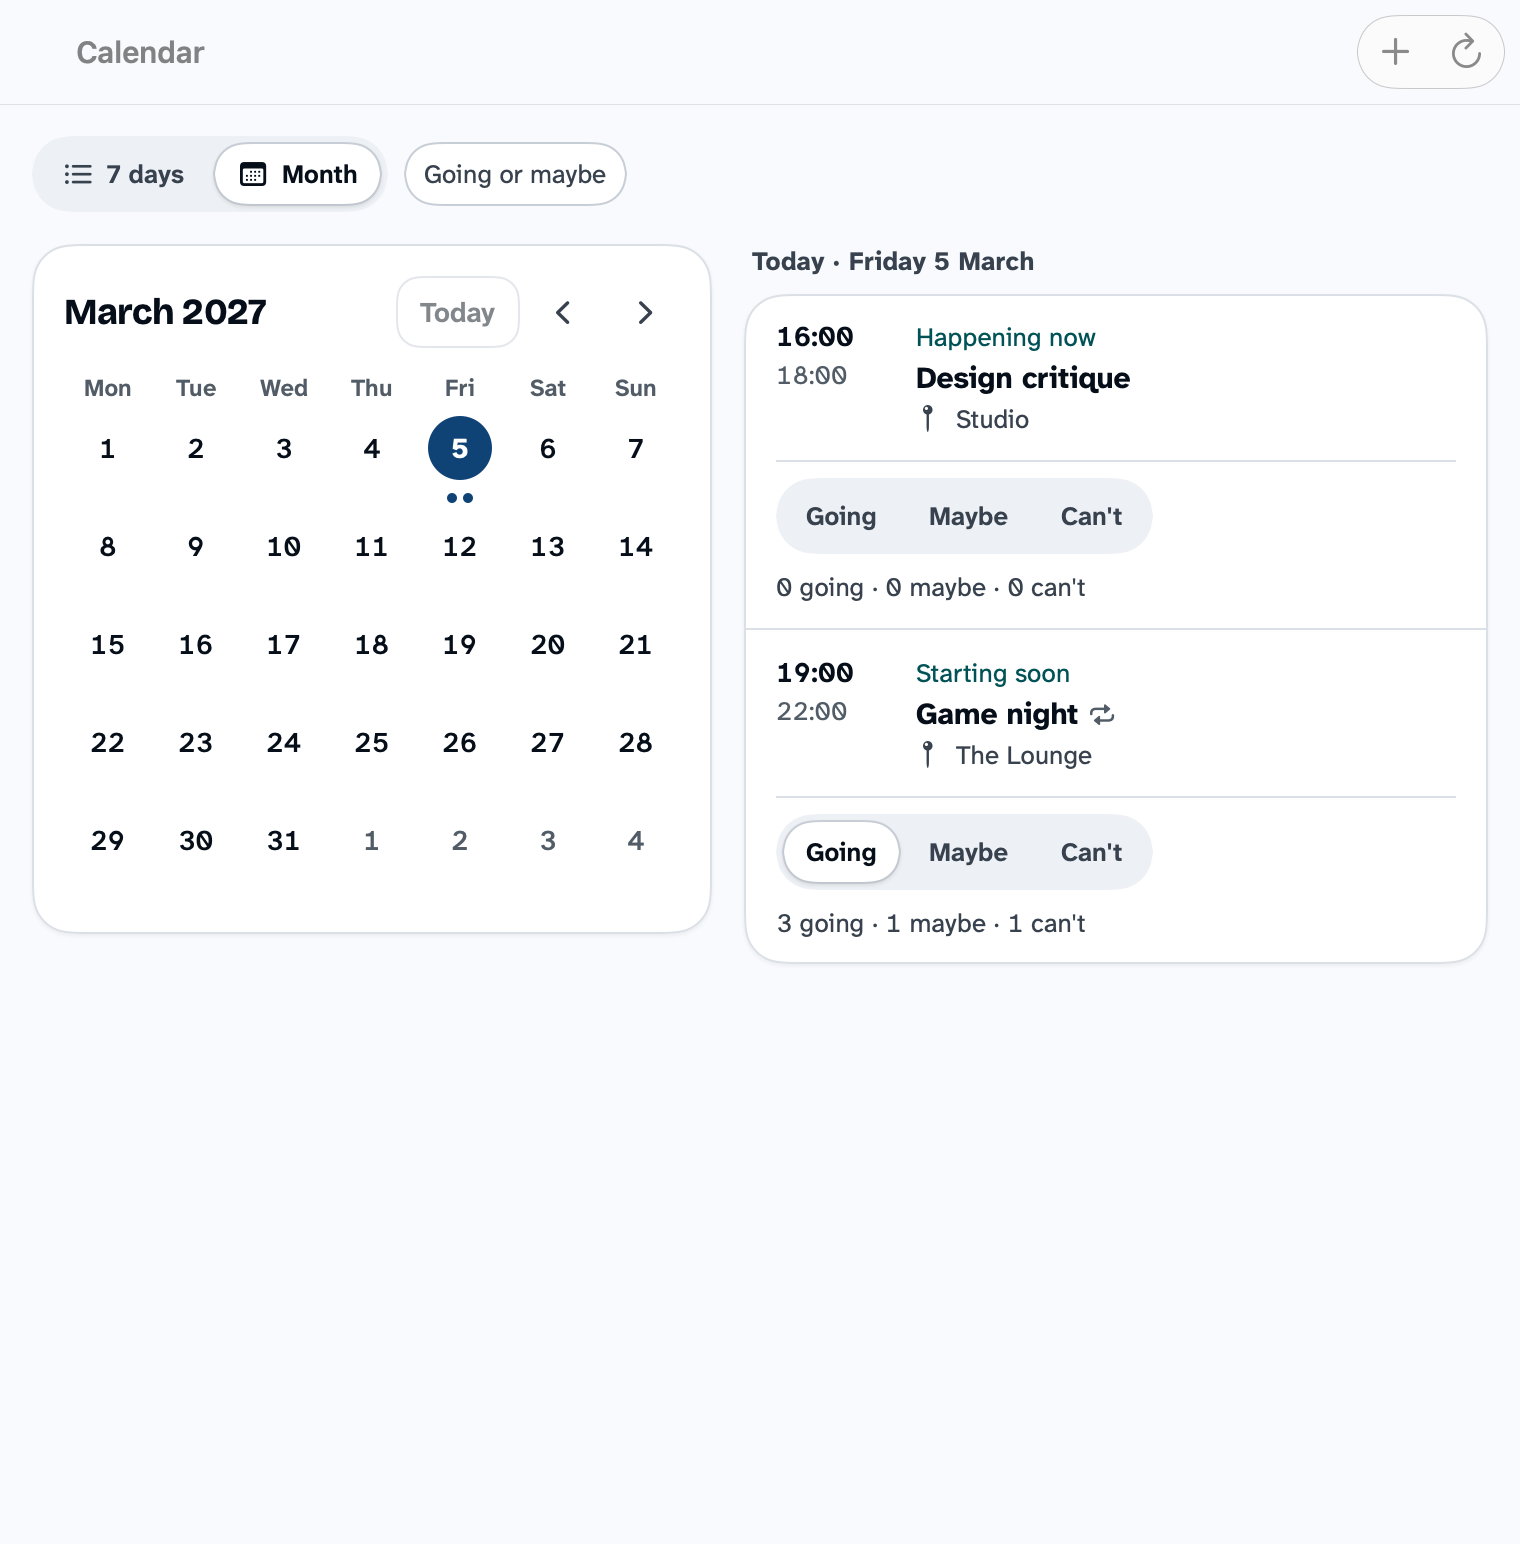 Calendar
7 days Month Going or maybe
March 2027 Today
Mon Tue Wed Thu Fri Sat Sun
1 2 3 4 5 6 7
8 9 10 11 12 13 14
15 16 17 18 19 20 21
22 23 24 25 26 27 28
29 30 31 1 2 3 4
Today · Friday 5 March
16:00 Happening now
18:00 Design critique
Studio
Going Maybe Can't
0 going · 0 maybe · 0 can't
19:00 Starting soon
22:00 Game night
The Lounge
Going Maybe Can't
3 going · 1 maybe · 1 can't